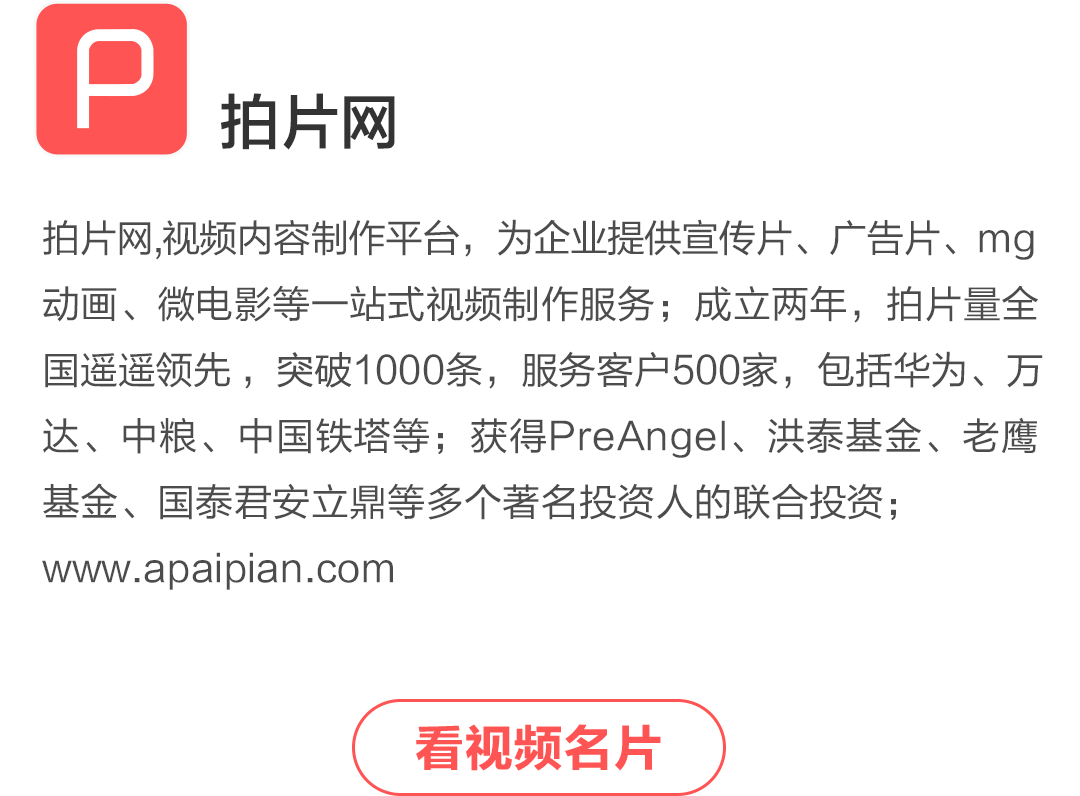 P
拍片网
拍片网,视频内容制作平台，为企业提供宣传片、广告片、mg
动画、微电影等一站式视频制作服务；成立两年，拍片量全
国遥遥领先 ，突破1000条，服务客户500家，包括华为、万
达、中粮、中国铁塔等；获得PreAngel、洪泰基金、老鹰
基金、国泰君安立鼎等多个著名投资人的联合投资；
www.apaipian.com
看视频名片